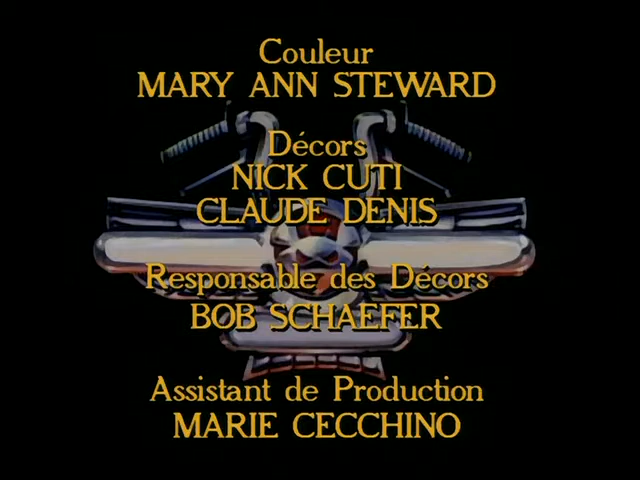 Couleur
MARY ANN STEWARD
Décors
NICK CUTI
CLAUDE DENIS
Responsable des Décors
BOB SCHAEFER
Assistant de Production
MARIE CECCHINO